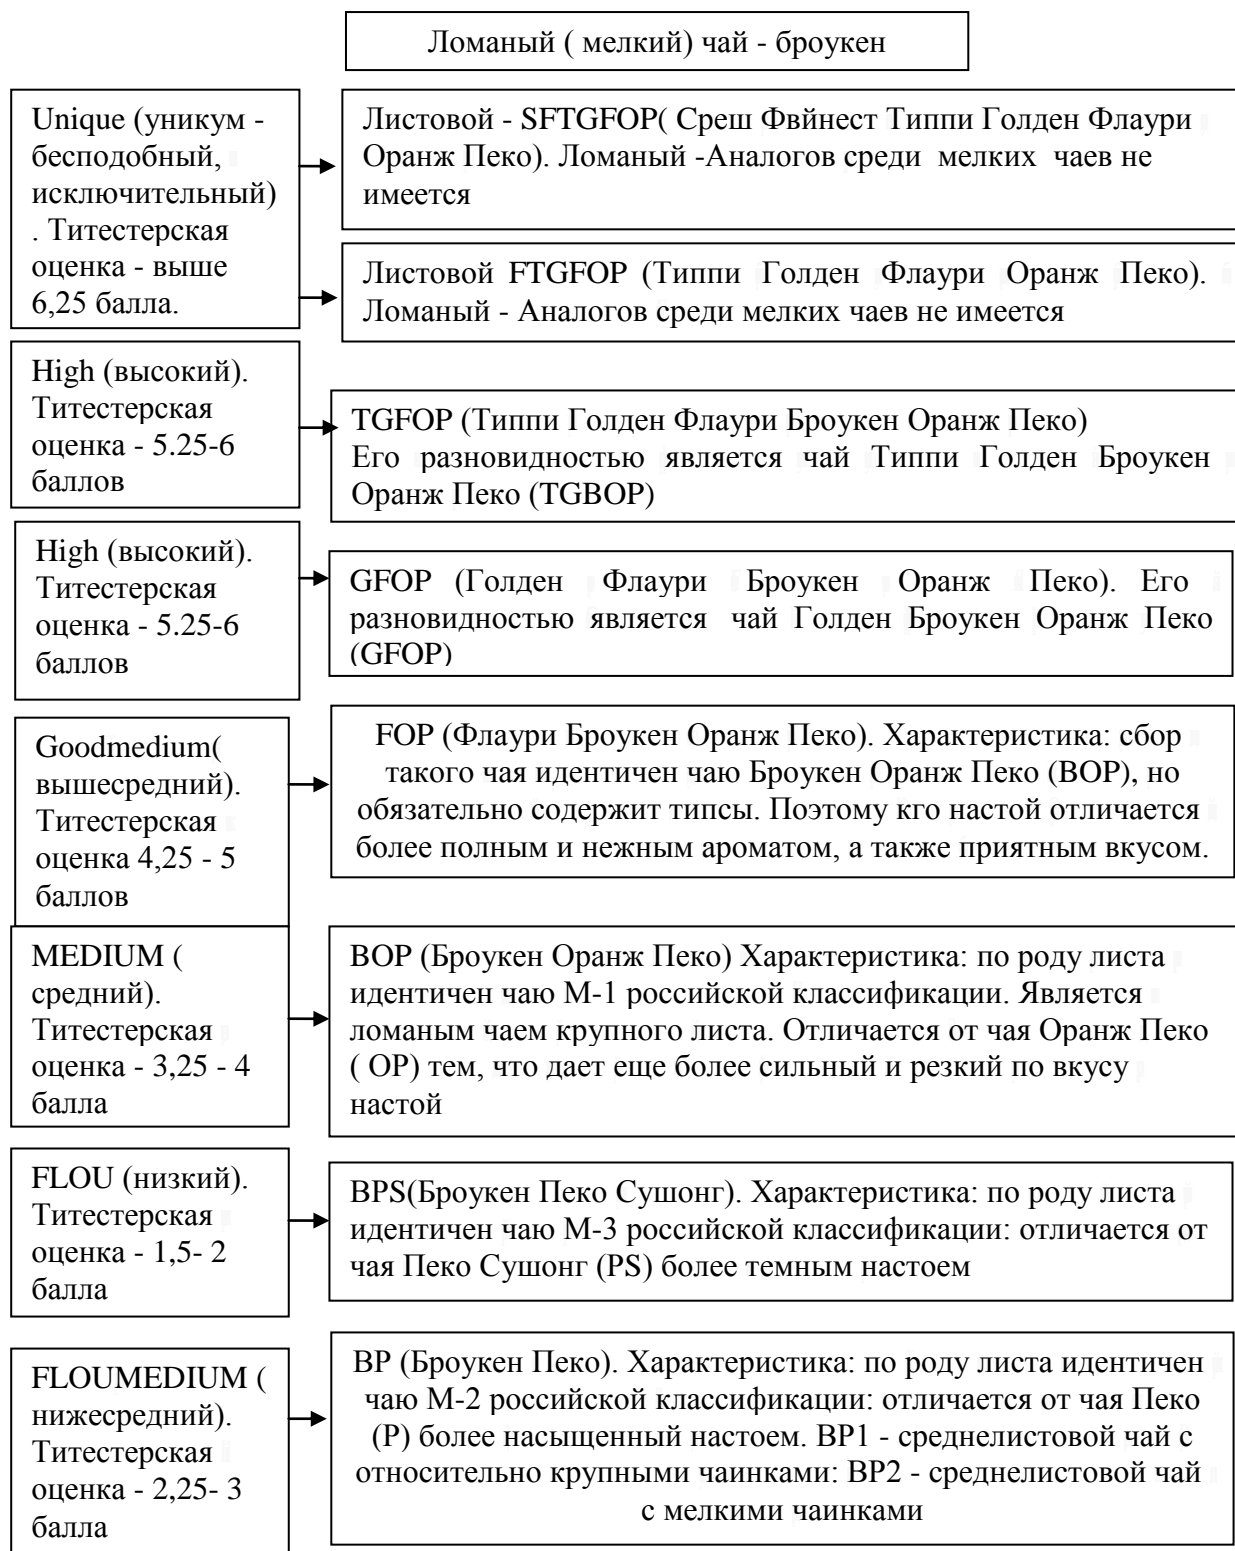 Ломаный ( мелкий) чай - броукен
Unique (уникум -
бесподобный,
исключительный)
. Титестерская
оценка - выше
6,25 балла.
Листовой - SFTGFOP( Среш Фвйнест Типпи Голден Флаури
Оранж Пеко). Ломаный -Аналогов среди мелких чаев не
имеется
Листовой FTGFOP (Типпи Голден Флаури Оранж Пеко).
Ломаный - Аналогов среди мелких чаев не имеется
High (высокий).
Титестерская
оценка - 5.25-6
баллов
TGFOP (Типпи Голден Флаури Броукен Оранж Пеко)
Его разновидностью является чай Типпи Голден Броукен
Оранж Пеко (TGBOP)
High (высокий).
Титестерская
оценка - 5.25-6
баллов
GFOP (Голден Флаури Броукен Оранж Пеко). Его
разновидностью является чай Голден Броукен Оранж Пеко
(GFOP)
Goodmedium(
вышесредний).
Титестерская
оценка 4,25 - 5
баллов
FOP (Флаури Броукен Оранж Пеко). Характеристика: сбор
такого чая идентичен чаю Броукен Оранж Пеко (BOP), но
обязательно содержит типсы. Поэтому кго настой отличается
более полным и нежным ароматом, а также приятным вкусом.
MEDIUM (
средний).
Титестерская
оценка - 3,25 - 4
балла
BOP (Броукен Оранж Пеко) Характеристика: по роду листа
идентичен чаю М-1 российской классификации. Является
ломаным чаем крупного листа. Отличается от чая Оранж Пеко
( OP) тем, что дает еще более сильный и резкий по вкусу
настой
FLOU (низкий).
Титестерская
оценка - 1,5- 2
балла
BPS(Броукен Пеко Сушонг). Характеристика: по роду листа
идентичен чаю М-3 российской классификации: отличается от
чая Пеко Сушонг (PS) более темным настоем
FLOUMEDIUM (
нижесредний).
Титестерская
оценка - 2,25- 3
балла
BP (Броукен Пеко). Характеристика: по роду листа идентичен
чаю М-2 российской классификации: отличается от чая Пеко
(P) более насыщенный настоем. BP1 - среднелистовой чай с
относительно крупными чаинками: BP2 - среднелистовой чай
с мелкими чаинками